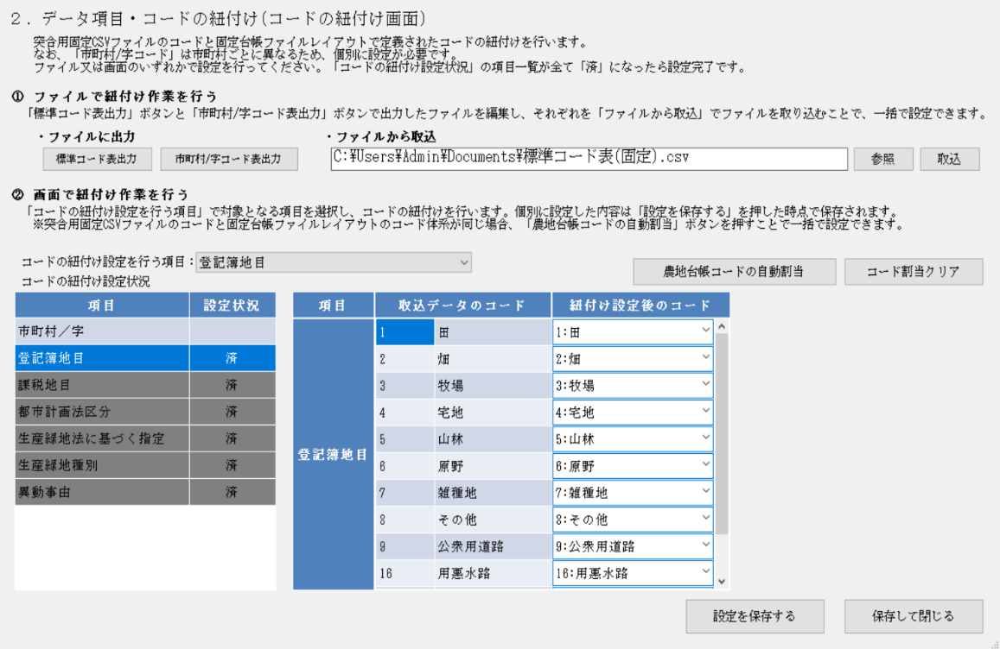 ２．データ項目・コードの紐付け(コードの紐付け画面)
突合用固定CSVファイルのコードと固定台帳ファイルレイアウトで定義されたコードの紐付けを行います。
なお、「市町村/字コード」は市町村ごとに異なるため、個別に設定が必要です。
ファイル又は画面のいずれかで設定を行ってください。「コードの紐付け設定状況」の項目一覧が全て「済」になったら設定完了です。
① ファイルで紐付け作業を行う
「標準コード表出力」ボタンと「市町村/字コード表出力」ボタンで出力したファイルを編集し、それぞれを「ファイルから取込」でファイルを取り込むことで、一括で設定できます。
・ファイルに出力 ・ファイルから取込
標準コード表出力 市町村/字コード表出力 C:¥Users¥Admin¥Documents¥標準コード表(固定).csv 参照 取込
② 画面で紐付け作業を行う
「コードの紐付け設定を行う項目」で対象となる項目を選択し、コードの紐付けを行います。個別に設定した内容は「設定を保存する」を押した時点で保存されます。
※突合用固定CSVファイルのコードと固定台帳ファイルレイアウトのコード体系が同じ場合、「農地台帳コードの自動割当」ボタンを押すことで一括で設定できます。
コードの紐付け設定を行う項目：登記簿地目
農地台帳コードの自動割当 コード割当クリア
コードの紐付け設定状況
項目 設定状況
市町村／字
登記簿地目 済
課税地目 済
都市計画法区分 済
生産緑地法に基づく指定 済
生産緑地種別 済
異動事由 済
項目 取込データのコード 紐付け設定後のコード
登記簿地目
1 田 1:田
2 畑 2:畑
3 牧場 3:牧場
4 宅地 4:宅地
5 山林 5:山林
6 原野 6:原野
7 雑種地 7:雑種地
8 その他 8:その他
9 公衆用道路 9:公衆用道路
16 用悪水路 16:用悪水路
設定を保存する 保存して閉じる